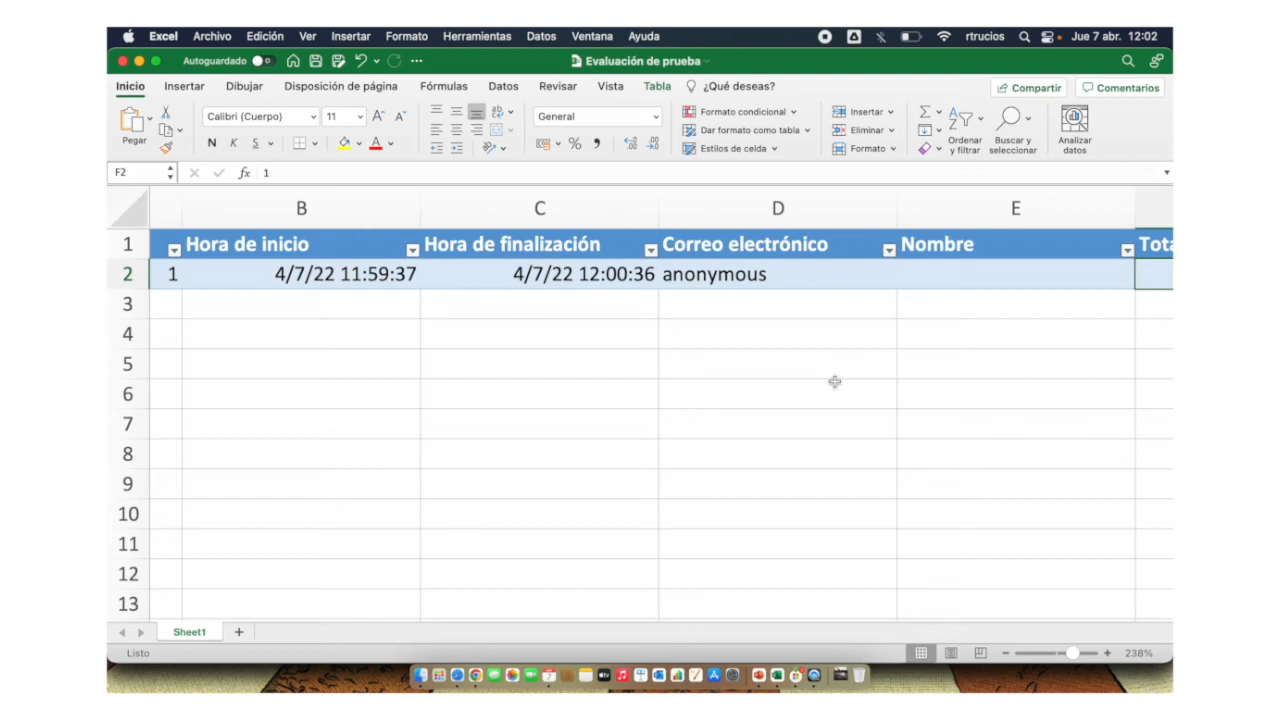 Excel Archivo Edición Ver Insertar Formato Herramientas Datos Ventana Ayuda rtrucios Jue 7 abr. 12:02
Autoguardado Evaluación de prueba
Inicio Insertar Dibujar Disposición de página Fórmulas Datos Revisar Vista Tabla ¿Qué deseas? Compartir Comentarios
Pegar Calibri (Cuerpo) 11 General Formato condicional Insertar
N K S Dar formato como tabla Eliminar
Estilos de celda Formato
Ordenar y filtrar Buscar y seleccionar Analizar datos
F2 fx 1
B C D E
1 Hora de inicio Hora de finalización Correo electrónico Nombre Tota
2 1 4/7/22 11:59:37 4/7/22 12:00:36 anonymous
3
4
5
6
7
8
9
10
11
12
13
Sheet1 +
Listo 238%